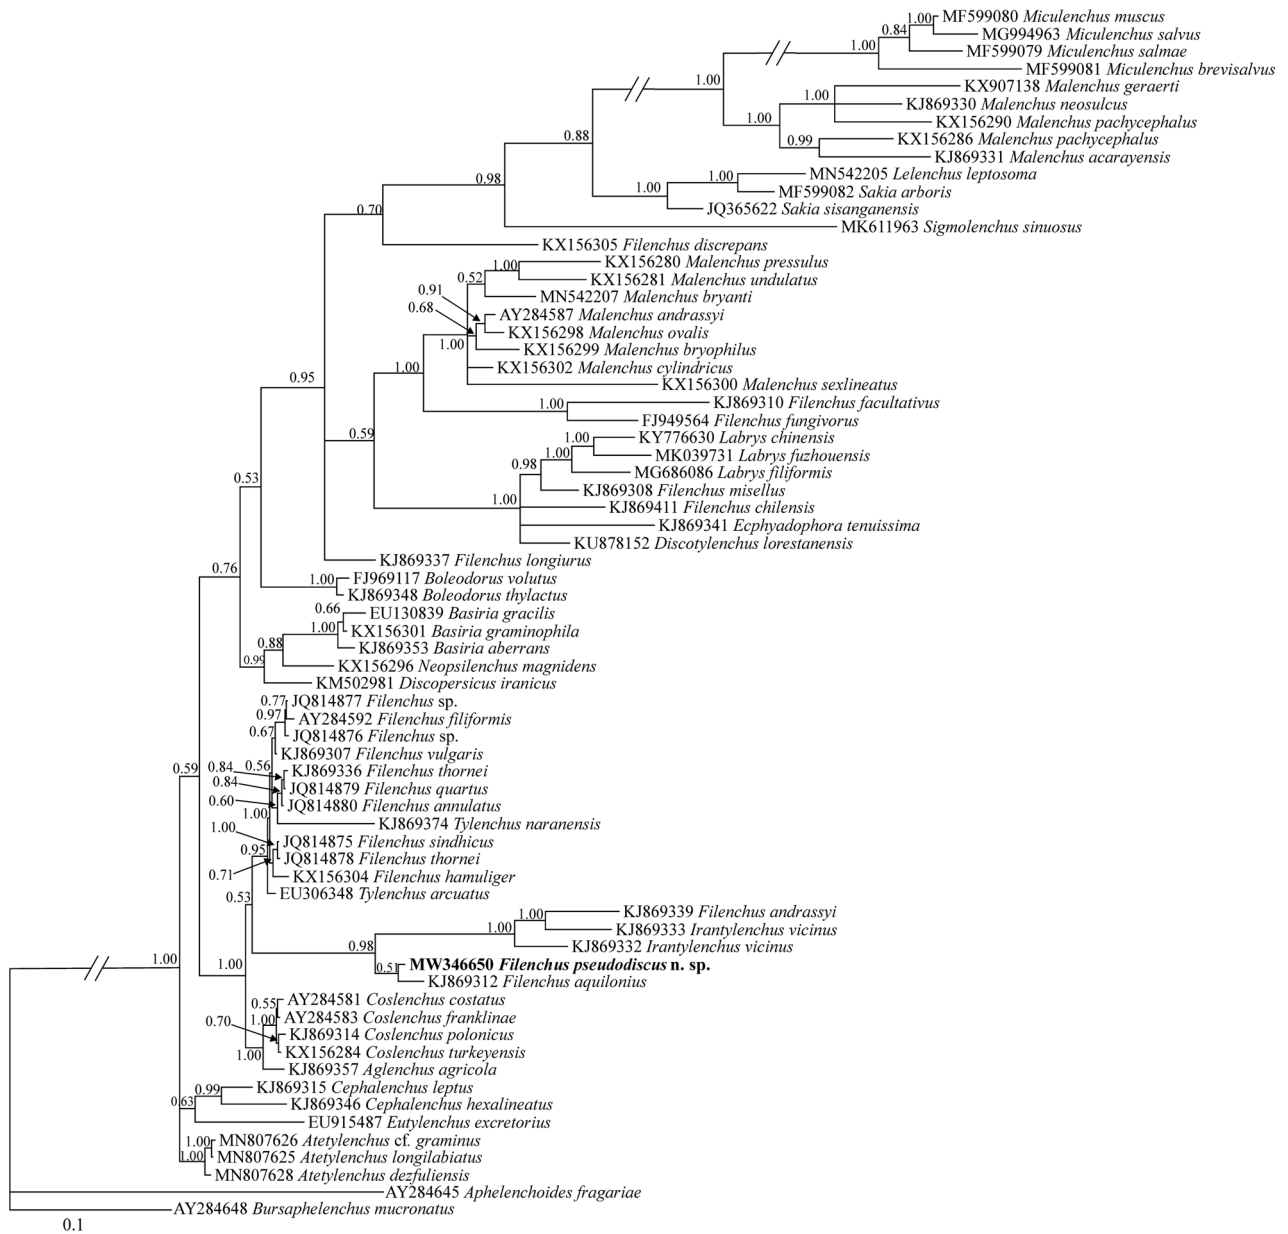 1.00 MF599080 Miculenchus muscus
0.84 MG994963 Miculenchus salvus
1.00 MF599079 Miculenchus salmae
MF599081 Miculenchus brevisalvus
1.00 KX907138 Malenchus geraerti
1.00 KJ869330 Malenchus neosulcus
1.00 KX156290 Malenchus pachycephalus
0.88 0.99 KX156286 Malenchus pachycephalus
KJ869331 Malenchus acarayensis
0.98 1.00 MN542205 Lelenchus leptosoma
1.00 MF599082 Sakia arboris
0.70 JQ365622 Sakia sisanganensis
MK611963 Sigmolenchus sinuosus
KX156305 Filenchus discrepans
1.00 KX156280 Malenchus pressulus
0.52 KX156281 Malenchus undulatus
0.91 MN542207 Malenchus bryanti
0.68 AY284587 Malenchus andrassyi
KX156298 Malenchus ovalis
1.00 KX156299 Malenchus bryophilus
1.00 KX156302 Malenchus cylindricus
0.95 KX156300 Malenchus sexlineatus
1.00 KJ869310 Filenchus facultativus
FJ949564 Filenchus fungivorus
0.59 1.00 KY776630 Labrys chinensis
1.00 MK039731 Labrys fuzhouensis
0.98 MG686086 Labrys filiformis
0.53 KJ869308 Filenchus misellus
1.00 KJ869411 Filenchus chilensis
KJ869341 Ecphyadophora tenuissima
KU878152 Discotylenchus lorestanensis
KJ869337 Filenchus longiurus
0.76 1.00 FJ969117 Boleodorus volutus
KJ869348 Boleodorus thylactus
0.66 EU130839 Basiria gracilis
1.00 KX156301 Basiria graminophila
0.88 KJ869353 Basiria aberrans
0.99 KX156296 Neopsilenchus magnidens
KM502981 Discopersicus iranicus
0.77 JQ814877 Filenchus sp.
0.97 AY284592 Filenchus filiformis
0.67 JQ814876 Filenchus sp.
KJ869307 Filenchus vulgaris
0.59 0.84 0.56 KJ869336 Filenchus thornei
0.84 JQ814879 Filenchus quartus
0.60 JQ814880 Filenchus annulatus
1.00 KJ869374 Tylenchus naranensis
1.00 JQ814875 Filenchus sindhicus
0.95 JQ814878 Filenchus thornei
0.71 KX156304 Filenchus hamuliger
0.53 EU306348 Tylenchus arcuatus
1.00 KJ869339 Filenchus andrassyi
1.00 KJ869333 Irantylenchus vicinus
0.98 KJ869332 Irantylenchus vicinus
1.00 1.00 0.51 MW346650 Filenchus pseudodiscus n. sp.
KJ869312 Filenchus aquilonius
0.55 AY284581 Coslenchus costatus
0.70 1.00 AY284583 Coslenchus franklinae
KJ869314 Coslenchus polonicus
1.00 KX156284 Coslenchus turkeyensis
KJ869357 Aglenchus agricola
0.99 KJ869315 Cephalenchus leptus
0.63 KJ869346 Cephalenchus hexalineatus
EU915487 Eutylenchus excretorius
1.00 MN807626 Atetylenchus cf. graminus
1.00 MN807625 Atetylenchus longilabiatus
MN807628 Atetylenchus dezfuliensis
AY284645 Aphelenchoides fragariae
AY284648 Bursaphelenchus mucronatus
0.1